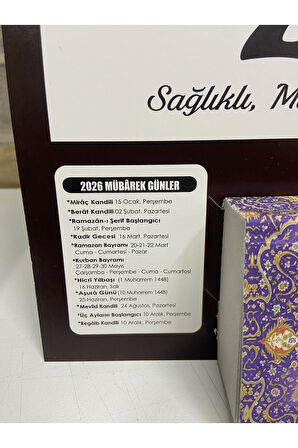 Sağlıklı, M
2026 MÜBÂREK GÜNLER
*Mirâç Kandili 15 Ocak, Perşembe
*Berât Kandili 02 Şubat, Pazartesi
*Ramazân-ı Şerif Başlangıcı
19 Şubat, Perşembe
*Kadir Gecesi 16 Mart, Pazartesi
*Ramazan Bayramı 20-21-22 Mart
Cuma - Cumartesi - Pazar
*Kurban Bayramı
27-28-29-30 Mayıs
Çarşamba - Perşembe - Cuma - Cumartesi
*Hicrî Yılbaşı (1 Muharrem 1448)
16 Haziran, Salı
*Aşurâ Günü (10 Muharrem 1448)
25 Haziran, Perşembe
*Mevlid Kandili 24 Ağustos, Pazartesi
*Üç Ayların Başlangıcı 10 Aralık, Perşembe
*Regâib Kandili 10 Aralık, Perşembe